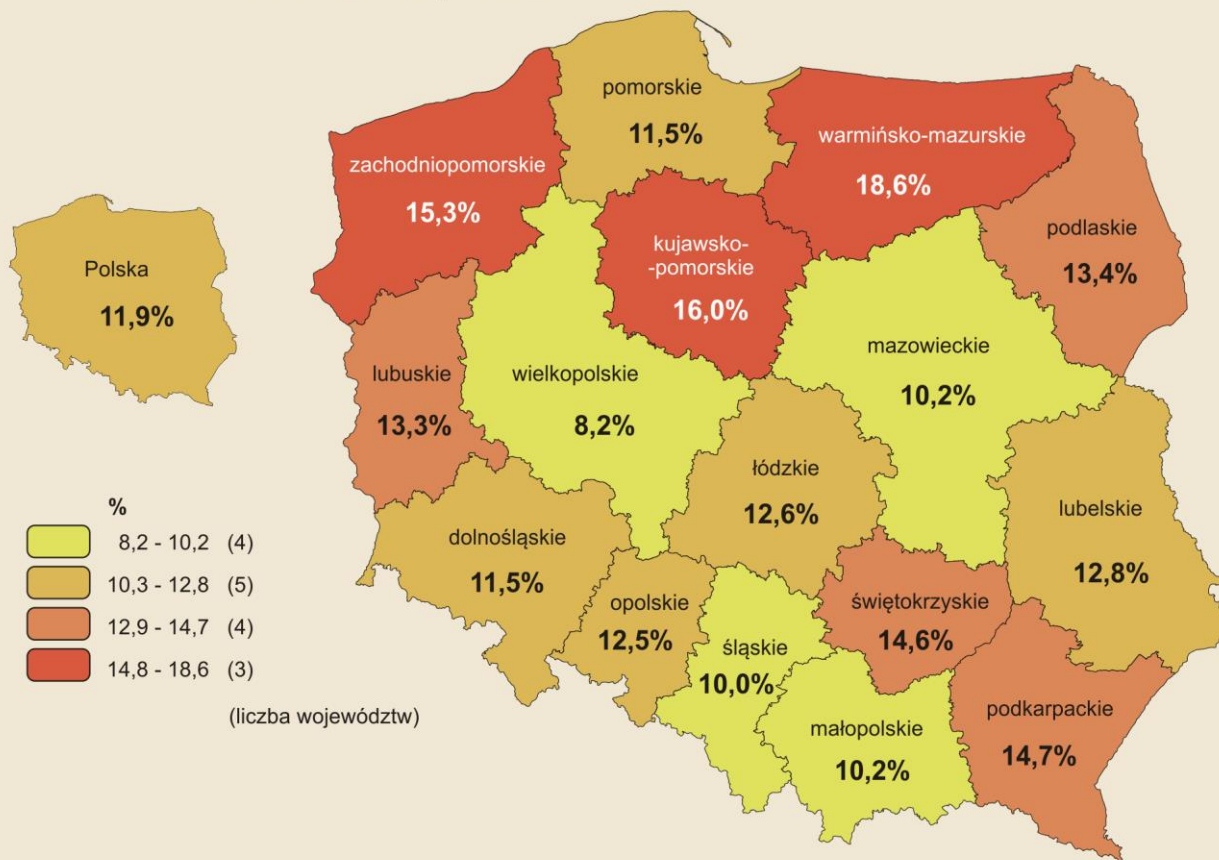 pomorskie
11,5%
warmińsko-mazurskie
18,6%
zachodniopomorskie
15,3%
podlaskie
13,4%
kujawsko-
-pomorskie
16,0%
Polska
11,9%
mazowieckie
10,2%
lubuskie
13,3%
wielkopolskie
8,2%
łódzkie
12,6%
lubelskie
12,8%
dolnośląskie
11,5%
opolskie
12,5%
świętokrzyskie
14,6%
śląskie
10,0%
małopolskie
10,2%
podkarpackie
14,7%
%
8,2 - 10,2 (4)
10,3 - 12,8 (5)
12,9 - 14,7 (4)
14,8 - 18,6 (3)
(liczba województw)